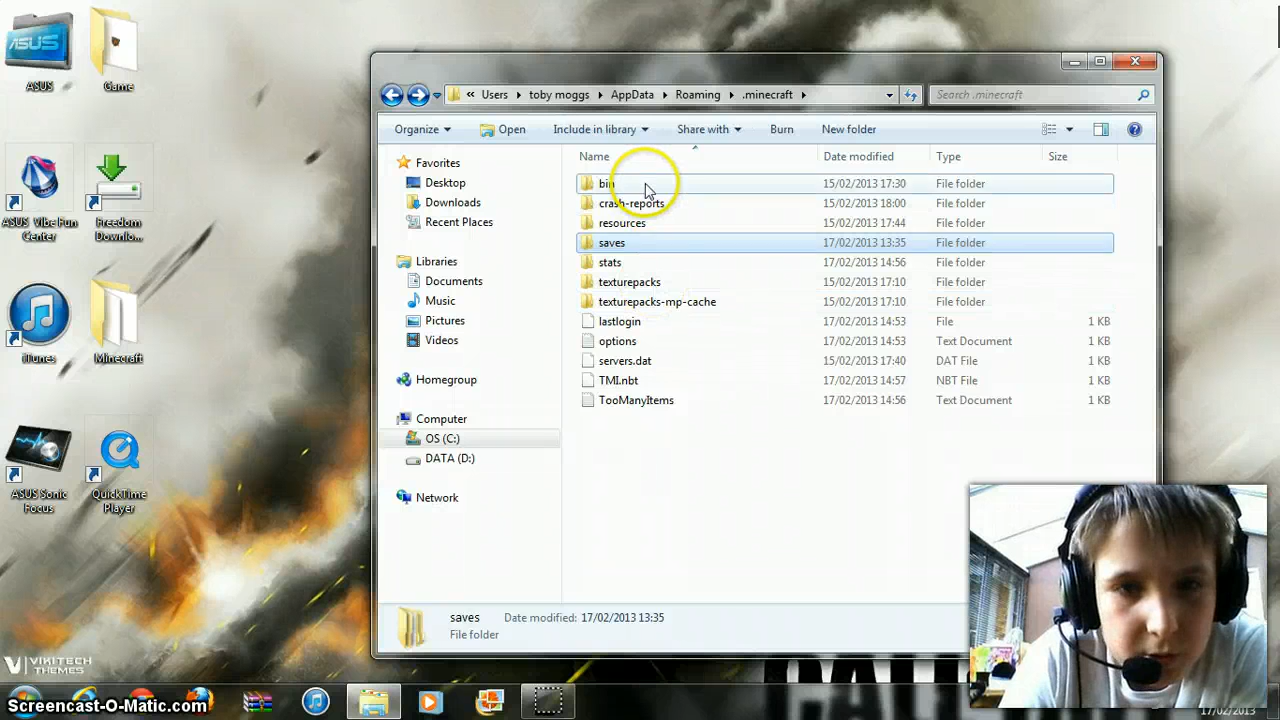 ASUS
ASUS
Game
ASUS Vibe Fun
Center
Freedom
Downlo...
iTunes
Minecraft
ASUS Sonic
Focus
QuickTime
Player
« Users toby moggs AppData Roaming .minecraft
Search .minecraft
Organize Open Include in library Share with Burn New folder
Favorites
Desktop
Downloads
Recent Places
Libraries
Documents
Music
Pictures
Videos
Homegroup
Computer
OS (C:)
DATA (D:)
Network
Name Date modified Type Size
bin 15/02/2013 17:30 File folder
crash-reports 15/02/2013 18:00 File folder
resources 15/02/2013 17:44 File folder
saves 17/02/2013 13:35 File folder
stats 17/02/2013 14:56 File folder
texturepacks 15/02/2013 17:10 File folder
texturepacks-mp-cache 15/02/2013 17:10 File folder
lastlogin 17/02/2013 14:53 File 1 KB
options 17/02/2013 14:53 Text Document 1 KB
servers.dat 15/02/2013 17:40 DAT File 1 KB
TMI.nbt 17/02/2013 14:57 NBT File 1 KB
TooManyItems 17/02/2013 14:56 Text Document 1 KB
saves Date modified: 17/02/2013 13:35
File folder
VIKITECH
THEMES
Screencast-O-Matic.com
17/02/2013